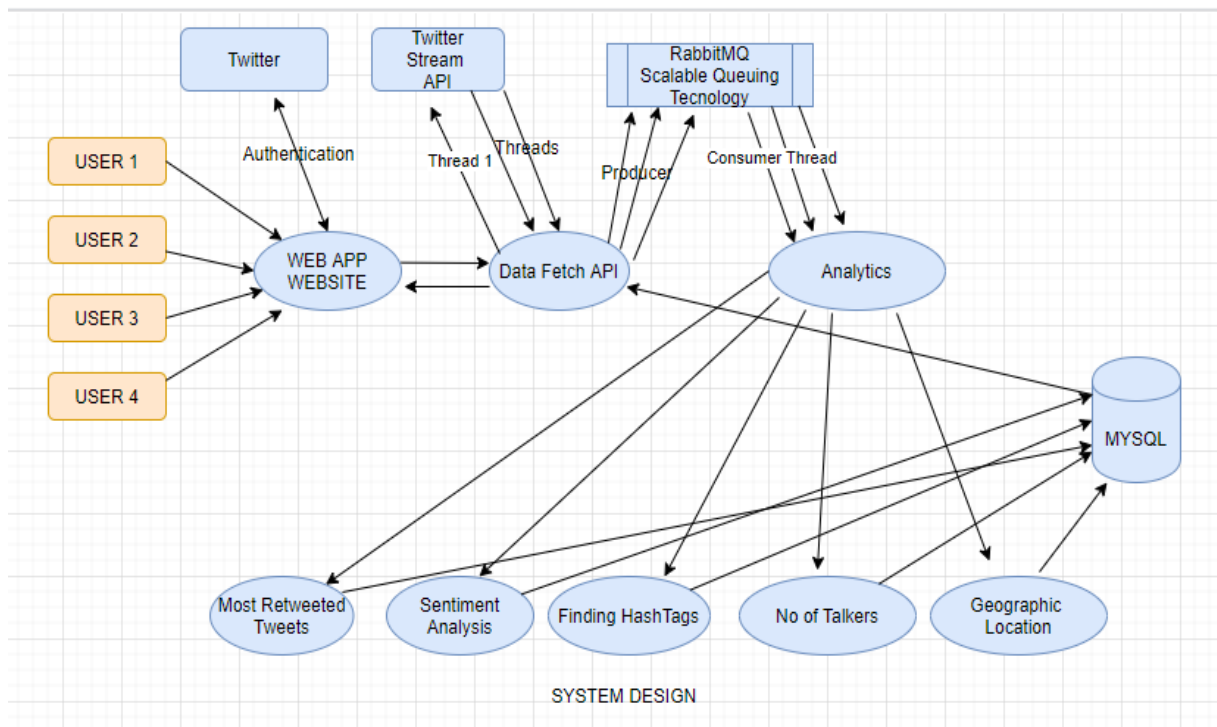 Twitter
Twitter
Stream
API
RabbitMQ
Scalable Queuing
Tecnology
USER 1
Authentication
Thread 1
Threads
Producer
Consumer Thread
USER 2
WEB APP
WEBSITE
Data Fetch API
Analytics
USER 3
USER 4
MYSQL
Most Retweeted
Tweets
Sentiment
Analysis
Finding HashTags
No of Talkers
Geographic
Location
SYSTEM DESIGN